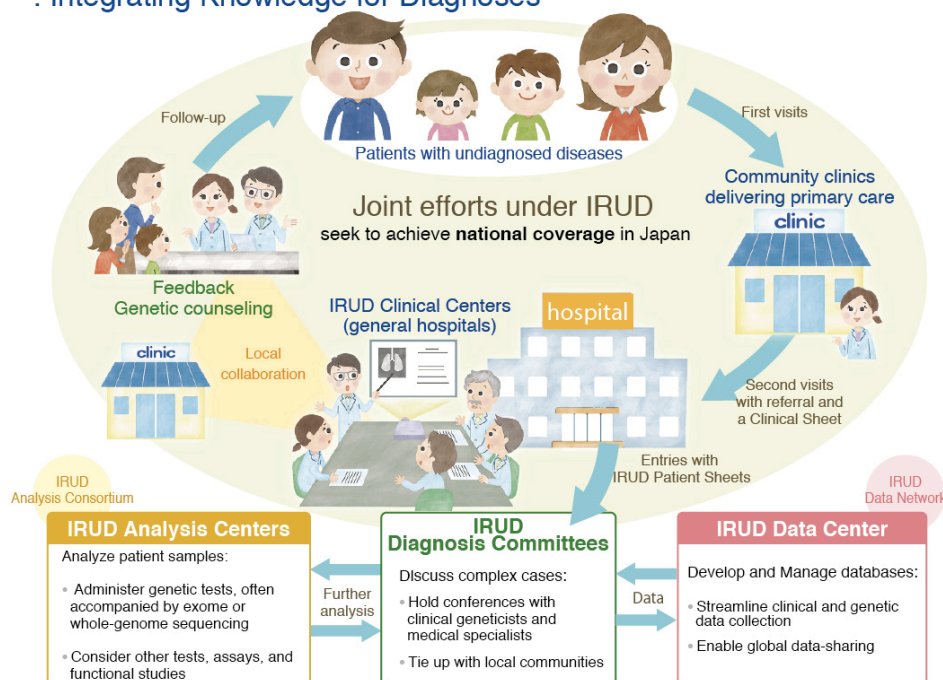 : Integrating Knowledge for Diagnoses
Follow-up
First visits
Patients with undiagnosed diseases
Community clinics
delivering primary care
clinic
Joint efforts under IRUD
seek to achieve national coverage in Japan
Feedback
Genetic counseling
IRUD Clinical Centers
(general hospitals)
hospital
clinic
Local
collaboration
Second visits
with referral and
a Clinical Sheet
Entries with
IRUD Patient Sheets
IRUD
Analysis Consortium
IRUD
Data Network
IRUD Analysis Centers
Analyze patient samples:
• Administer genetic tests, often
accompanied by exome or
whole-genome sequencing
• Consider other tests, assays, and
functional studies
Further
analysis
IRUD
Diagnosis Committees
DIscuss complex cases:
• Hold conferences with
clinical geneticists and
medical specialists
• Tie up with local communities
Data
IRUD Data Center
Develop and Manage databases:
• Streamline clinical and genetic
data collection
• Enable global data-sharing